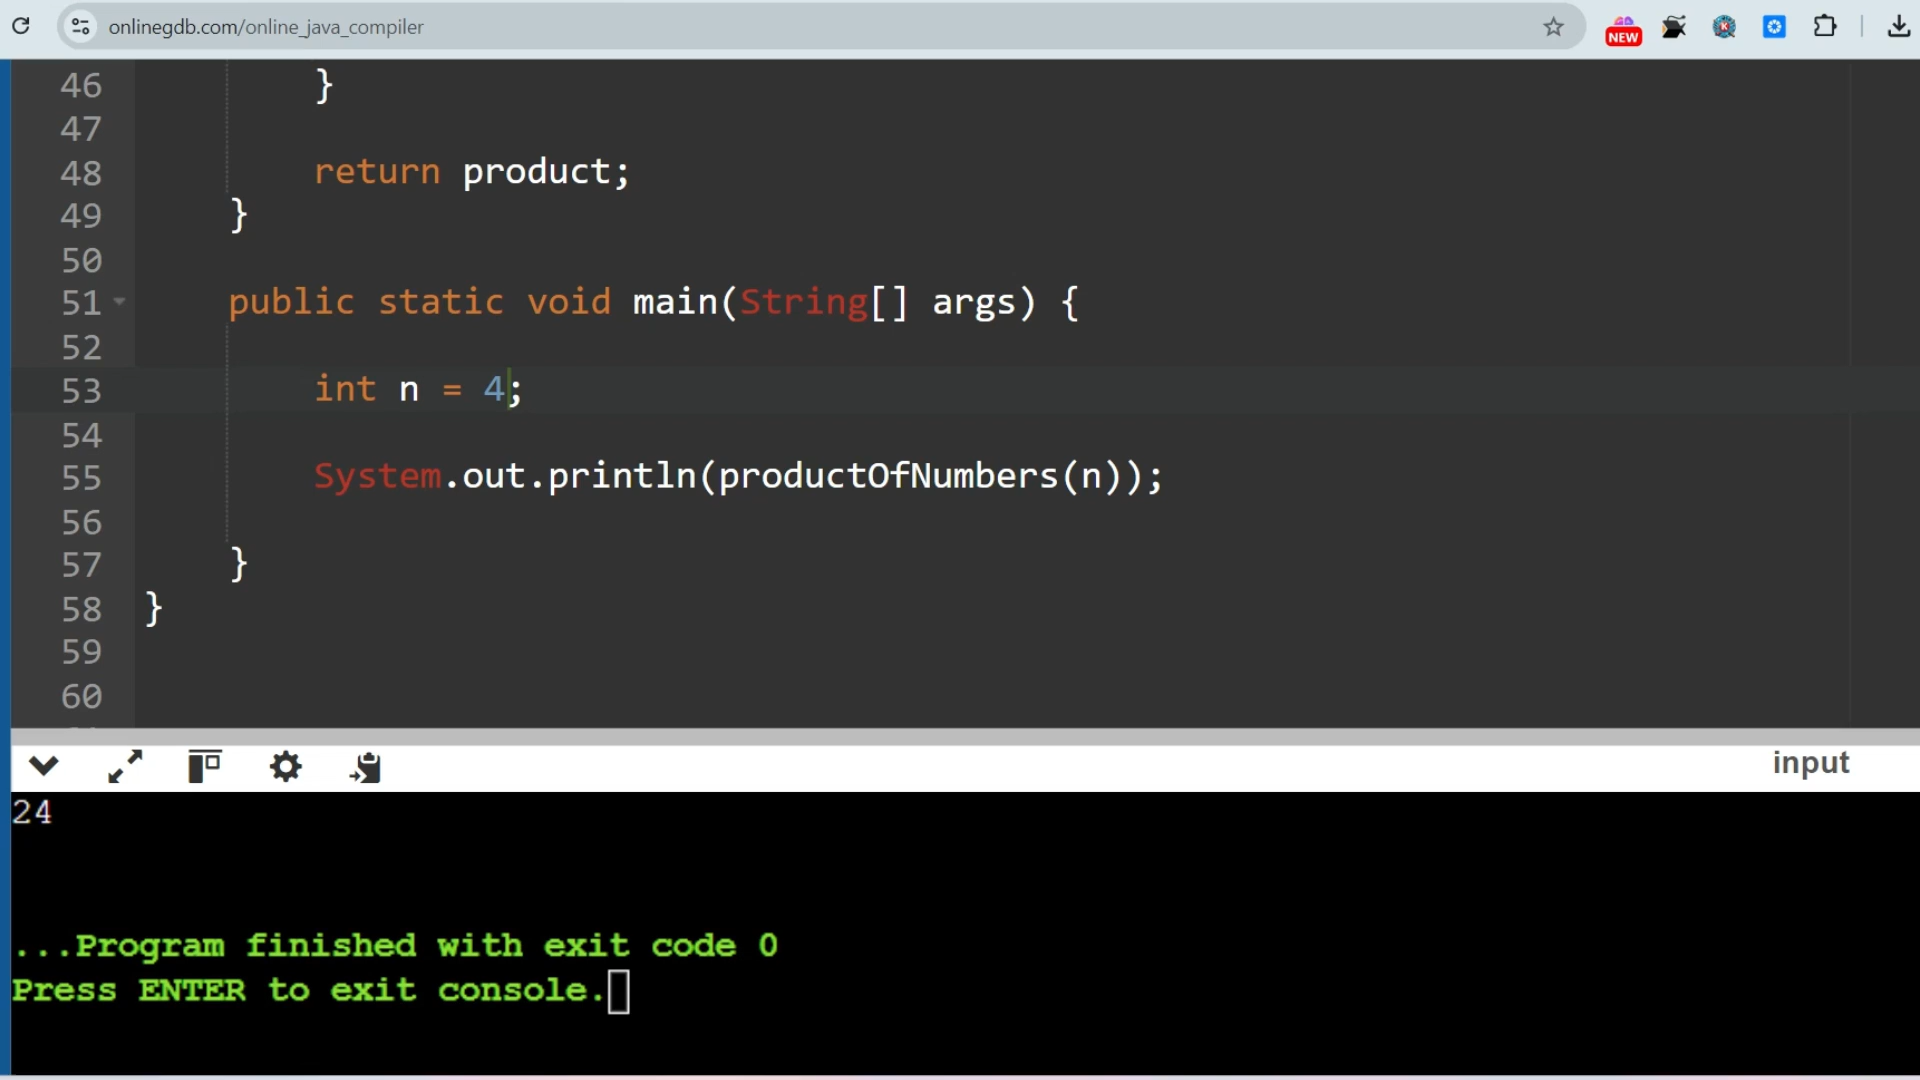 onlinegdb.com/online_java_compiler
NEW
46 }
47
48 return product;
49 }
50
51 public static void main(String[] args) {
52
53 int n = 4;
54
55 System.out.println(productOfNumbers(n));
56
57 }
58 }
59
60
input
24
...Program finished with exit code 0
Press ENTER to exit console.